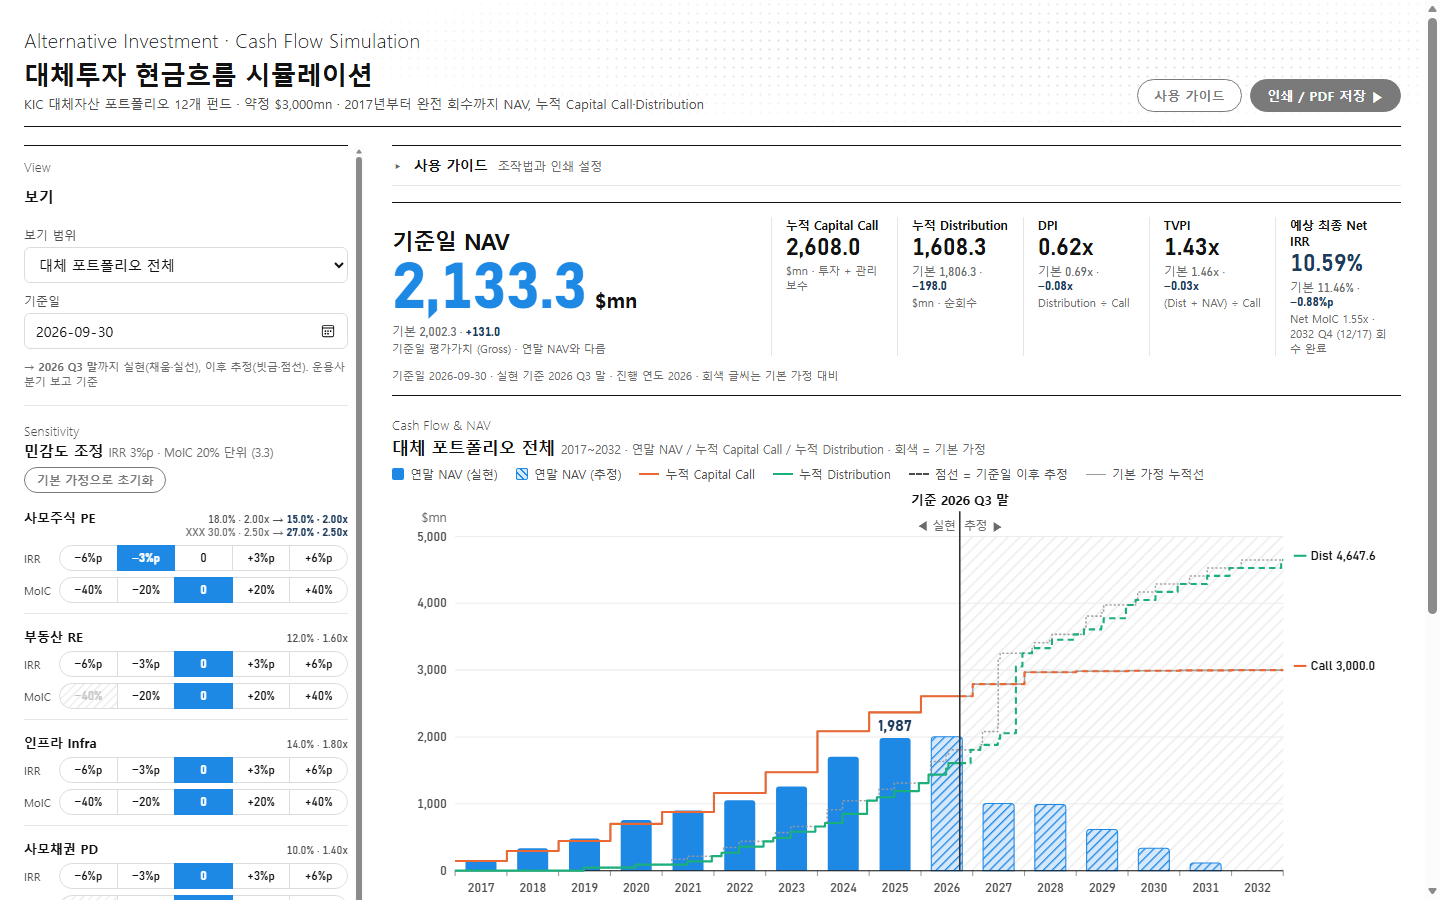 Alternative Investment · Cash Flow Simulation
대체투자 현금흐름 시뮬레이션
KIC 대체자산 포트폴리오 12개 펀드 · 약정 $3,000mn · 2017년부터 완전 회수까지 NAV, 누적 Capital Call·Distribution
사용 가이드
인쇄 / PDF 저장 ▶
View
보기
보기 범위
대체 포트폴리오 전체
기준일
2026-09-30
→ 2026 Q3 말까지 실현(채움·실선), 이후 추정(빗금·점선). 운용사
분기 보고 기준
Sensitivity
민감도 조정 IRR 3%p · MoIC 20% 단위 (3.3)
기본 가정으로 초기화
사모주식 PE
18.0% · 2.00x → 15.0% · 2.00x
XXX 30.0% · 2.50x → 27.0% · 2.50x
IRR −6%p −3%p 0 +3%p +6%p
MoIC −40% −20% 0 +20% +40%
부동산 RE 12.0% · 1.60x
IRR −6%p −3%p 0 +3%p +6%p
MoIC −40% −20% 0 +20% +40%
인프라 Infra 14.0% · 1.80x
IRR −6%p −3%p 0 +3%p +6%p
MoIC −40% −20% 0 +20% +40%
사모채권 PD 10.0% · 1.40x
IRR −6%p −3%p 0 +3%p +6%p
▸ 사용 가이드 조작법과 인쇄 설정
기준일 NAV
2,133.3 $mn
기본 2,002.3 · +131.0
기준일 평가가치 (Gross) · 연말 NAV와 다름
누적 Capital Call
2,608.0
$mn · 투자 + 관리
보수
누적 Distribution
1,608.3
기본 1,806.3 ·
−198.0
$mn · 순회수
DPI
0.62x
기본 0.69x ·
−0.08x
Distribution ÷ Call
TVPI
1.43x
기본 1.46x ·
−0.03x
(Dist + NAV) ÷ Call
예상 최종 Net
IRR
10.59%
기본 11.46% ·
−0.88%p
Net MoIC 1.55x ·
2032 Q4 (12/17) 회
수 완료
기준일 2026-09-30 · 실현 기준 2026 Q3 말 · 진행 연도 2026 · 회색 글씨는 기본 가정 대비
Cash Flow & NAV
대체 포트폴리오 전체 2017~2032 · 연말 NAV / 누적 Capital Call / 누적 Distribution · 회색 = 기본 가정
연말 NAV (실현) 연말 NAV (추정) 누적 Capital Call 누적 Distribution 점선 = 기준일 이후 추정 기본 가정 누적선
기준 2026 Q3 말
◀ 실현 추정 ▶
$mn
5,000
4,000
3,000
2,000
1,000
0
1,987
Dist 4,647.6
Call 3,000.0
2017 2018 2019 2020 2021 2022 2023 2024 2025 2026 2027 2028 2029 2030 2031 2032